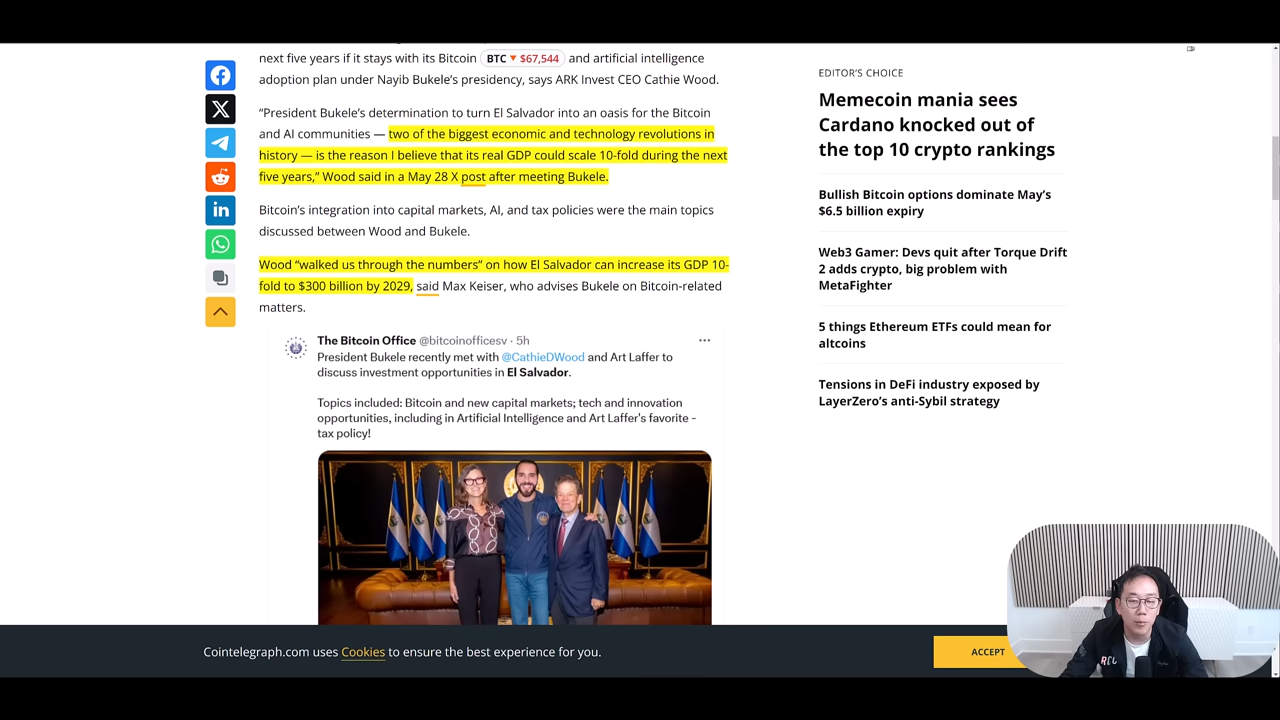 next five years if it stays with its Bitcoin BTC ▼ $67,544 and artificial intelligence
adoption plan under Nayib Bukele’s presidency, says ARK Invest CEO Cathie Wood.
“President Bukele’s determination to turn El Salvador into an oasis for the Bitcoin
and AI communities — two of the biggest economic and technology revolutions in
history — is the reason I believe that its real GDP could scale 10-fold during the next
five years,” Wood said in a May 28 X post after meeting Bukele.
Bitcoin’s integration into capital markets, AI, and tax policies were the main topics
discussed between Wood and Bukele.
Wood “walked us through the numbers” on how El Salvador can increase its GDP 10-
fold to $300 billion by 2029, said Max Keiser, who advises Bukele on Bitcoin-related
matters.
The Bitcoin Office @bitcoinofficesv · 5h
President Bukele recently met with @CathieDWood and Art Laffer to
discuss investment opportunities in El Salvador.
Topics included: Bitcoin and new capital markets; tech and innovation
opportunities, including in Artificial Intelligence and Art Laffer's favorite -
tax policy!
EDITOR’S CHOICE
Memecoin mania sees
Cardano knocked out of
the top 10 crypto rankings
Bullish Bitcoin options dominate May’s
$6.5 billion expiry
Web3 Gamer: Devs quit after Torque Drift
2 adds crypto, big problem with
MetaFighter
5 things Ethereum ETFs could mean for
altcoins
Tensions in DeFi industry exposed by
LayerZero’s anti-Sybil strategy
Cointelegraph.com uses Cookies to ensure the best experience for you.
ACCEPT